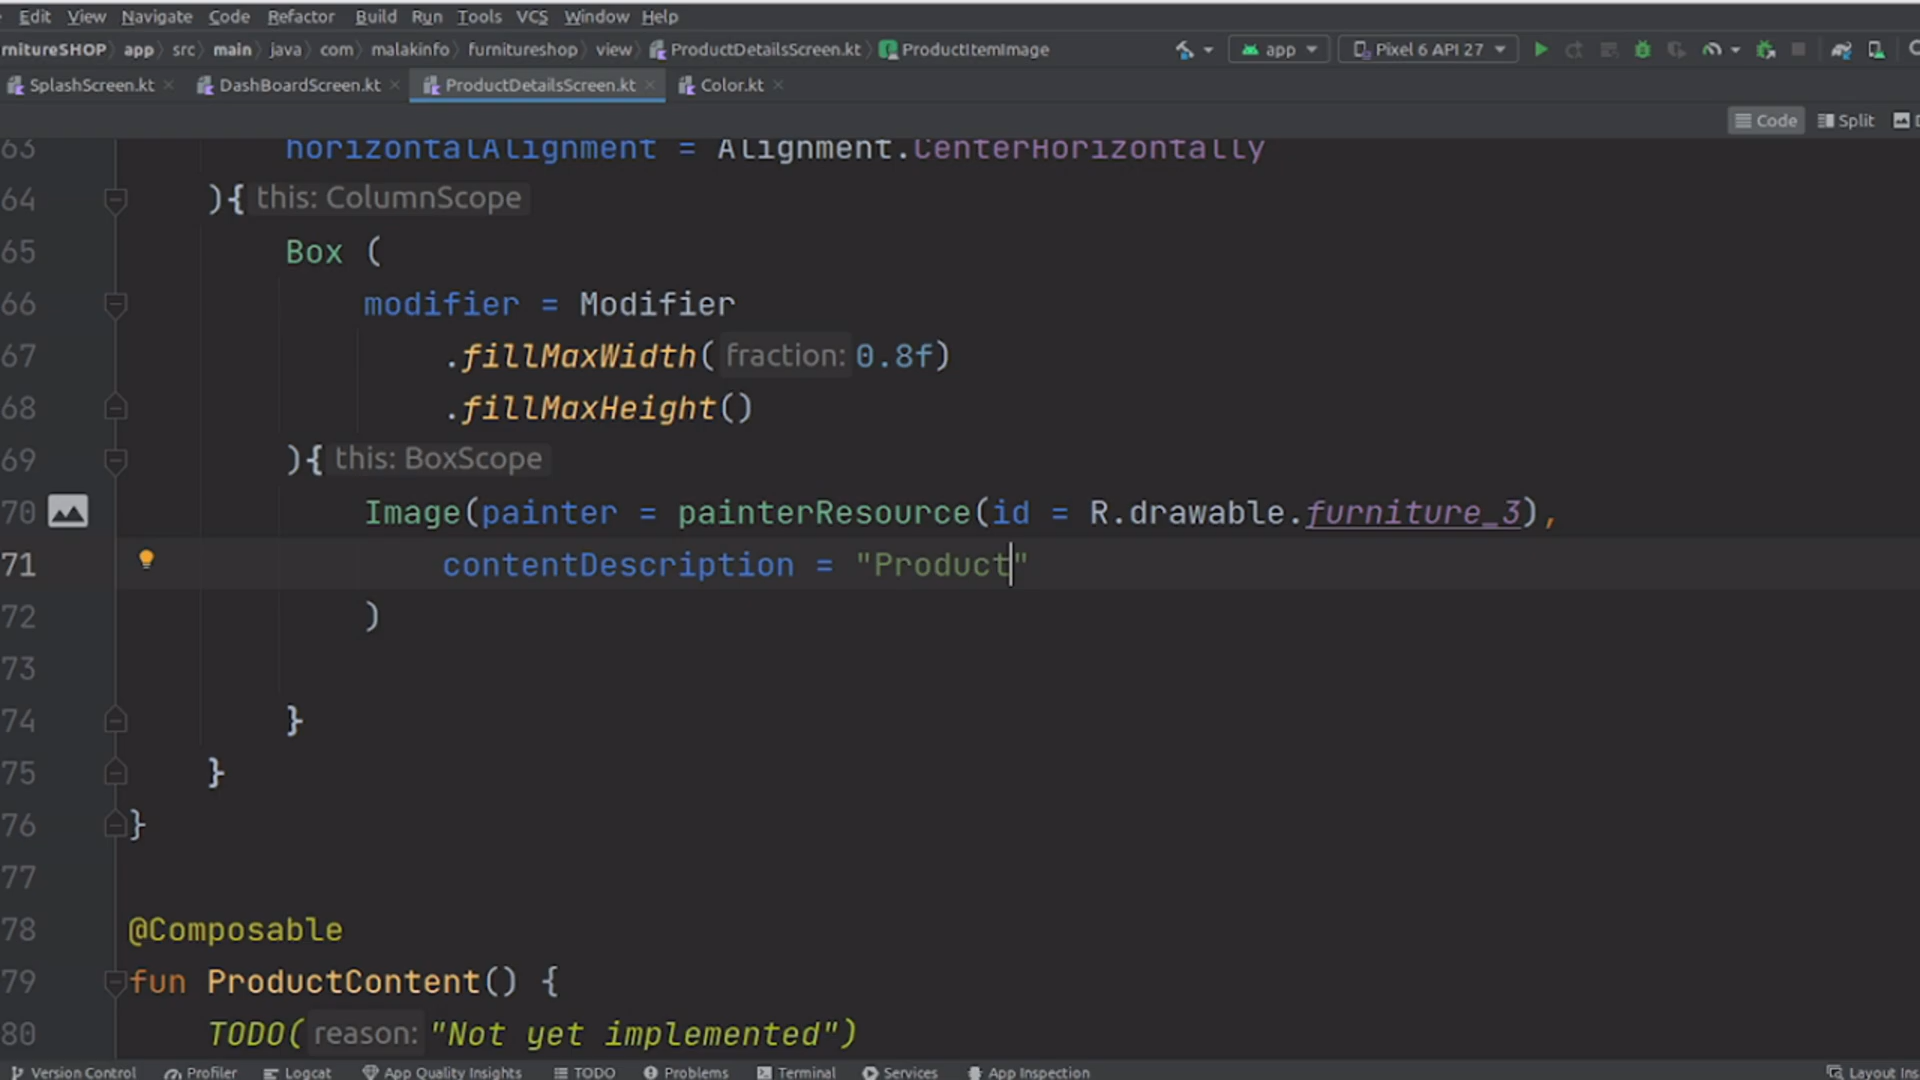 Edit View Navigate Code Refactor Build Run Tools VCS Window Help
rnitureSHOP app src main java com malakinfo furnitureshop view ProductDetailsScreen.kt ProductItemImage app Pixel 6 API 27
SplashScreen.kt DashBoardScreen.kt ProductDetailsScreen.kt Color.kt
Code Split
63 horizontalAlignment = Alignment.CenterHorizontally
64 ){ this: ColumnScope
65 Box (
66 modifier = Modifier
67 .fillMaxWidth( fraction: 0.8f)
68 .fillMaxHeight()
69 ){ this: BoxScope
70 Image(painter = painterResource(id = R.drawable.furniture_3),
71 contentDescription = "Product"
72 )
73
74 }
75 }
76 }
77
78 @Composable
79 fun ProductContent() {
80 TODO( reason: "Not yet implemented")
Version Control Profiler Logcat App Quality Insights TODO Problems Terminal Services App Inspection Layout Ins